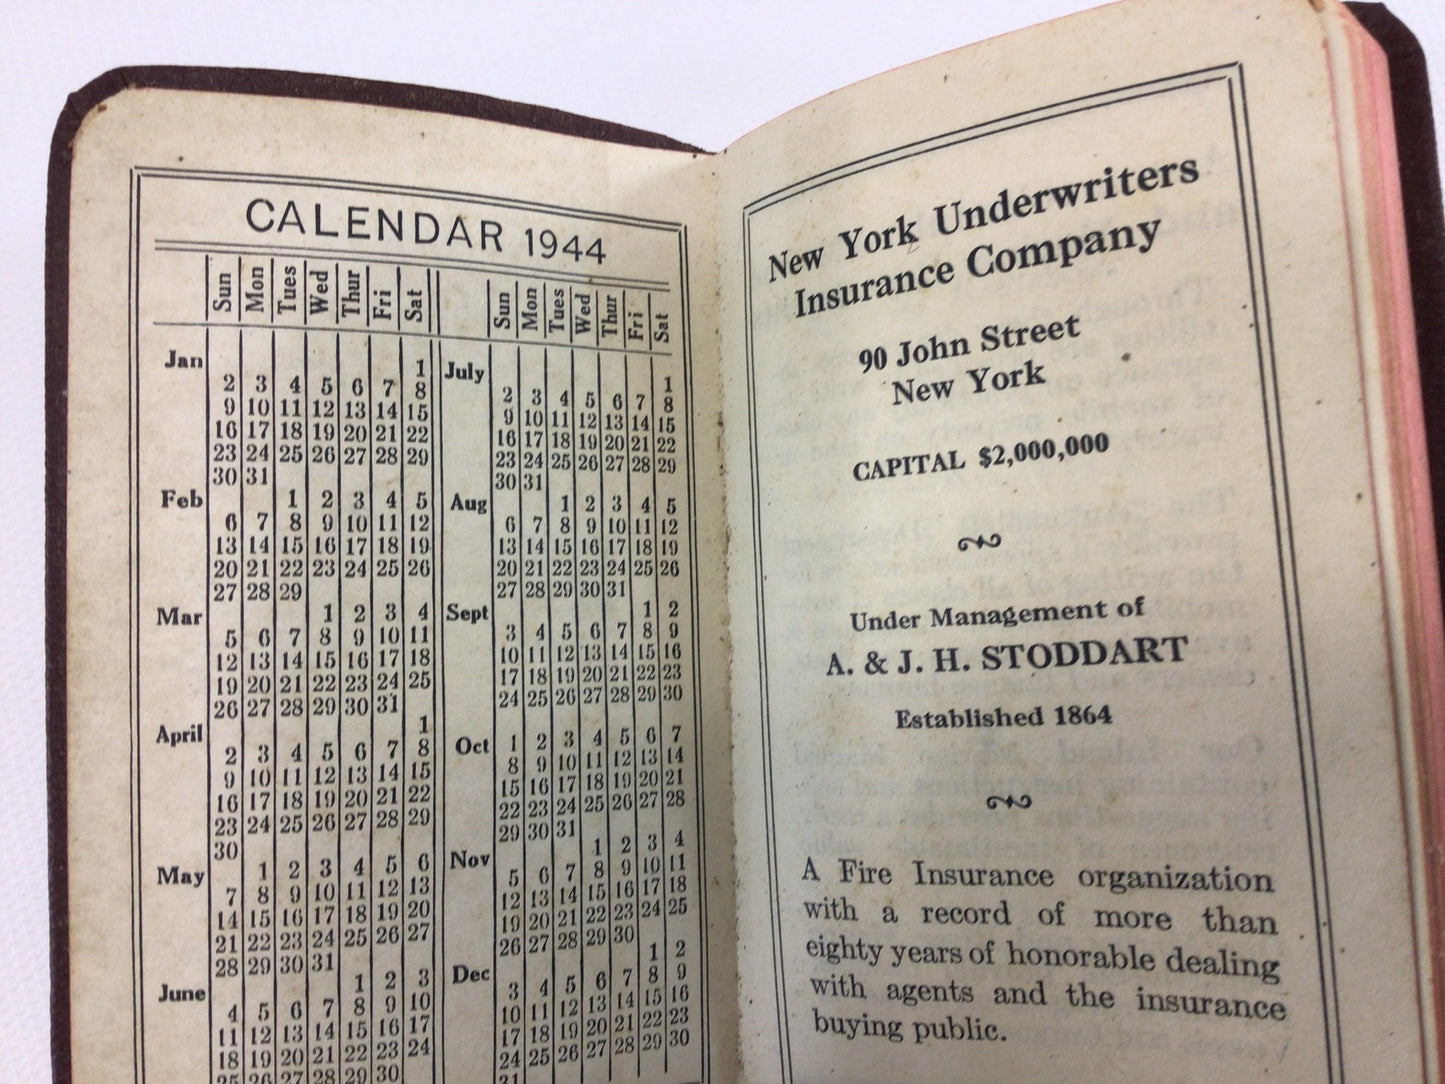 CALENDAR 1944
Sun Mon Tues Wed Thur Fri Sat
Jan 1
2 3 4 5 6 7 8
9 10 11 12 13 14 15
16 17 18 19 20 21 22
23 24 25 26 27 28 29
30 31
Feb 1 2 3 4 5
6 7 8 9 10 11 12
13 14 15 16 17 18 19
20 21 22 23 24 25 26
27 28 29
Mar 1 2 3 4
5 6 7 8 9 10 11
12 13 14 15 16 17 18
19 20 21 22 23 24 25
26 27 28 29 30 31
April 1
2 3 4 5 6 7 8
9 10 11 12 13 14 15
16 17 18 19 20 21 22
23 24 25 26 27 28 29
30
May 1 2 3 4 5 6
7 8 9 10 11 12 13
14 15 16 17 18 19 20
21 22 23 24 25 26 27
28 29 30 31
June 1 2 3
4 5 6 7 8 9 10
11 12 13 14 15 16 17
18 19 20 21 22 23 24
25 26 27 28 29 30
Sun Mon Tues Wed Thur Fri Sat
July 1
2 3 4 5 6 7 8
9 10 11 12 13 14 15
16 17 18 19 20 21 22
23 24 25 26 27 28 29
30 31
Aug 1 2 3 4 5
6 7 8 9 10 11 12
13 14 15 16 17 18 19
20 21 22 23 24 25 26
27 28 29 30 31
Sept 1 2
3 4 5 6 7 8 9
10 11 12 13 14 15 16
17 18 19 20 21 22 23
24 25 26 27 28 29 30
Oct 1 2 3 4 5 6 7
8 9 10 11 12 13 14
15 16 17 18 19 20 21
22 23 24 25 26 27 28
29 30 31
Nov 1 2 3 4
5 6 7 8 9 10 11
12 13 14 15 16 17 18
19 20 21 22 23 24 25
26 27 28 29 30
Dec 1 2
3 4 5 6 7 8 9
10 11 12 13 14 15 16
17 18 19 20 21 22 23
24 25 26 27 28 29 30
31
New York Underwriters
Insurance Company
90 John Street
New York
CAPITAL $2,000,000
Under Management of
A. & J. H. STODDART
Established 1864
A Fire Insurance organization
with a record of more than
eighty years of honorable dealing
with agents and the insurance
buying public.